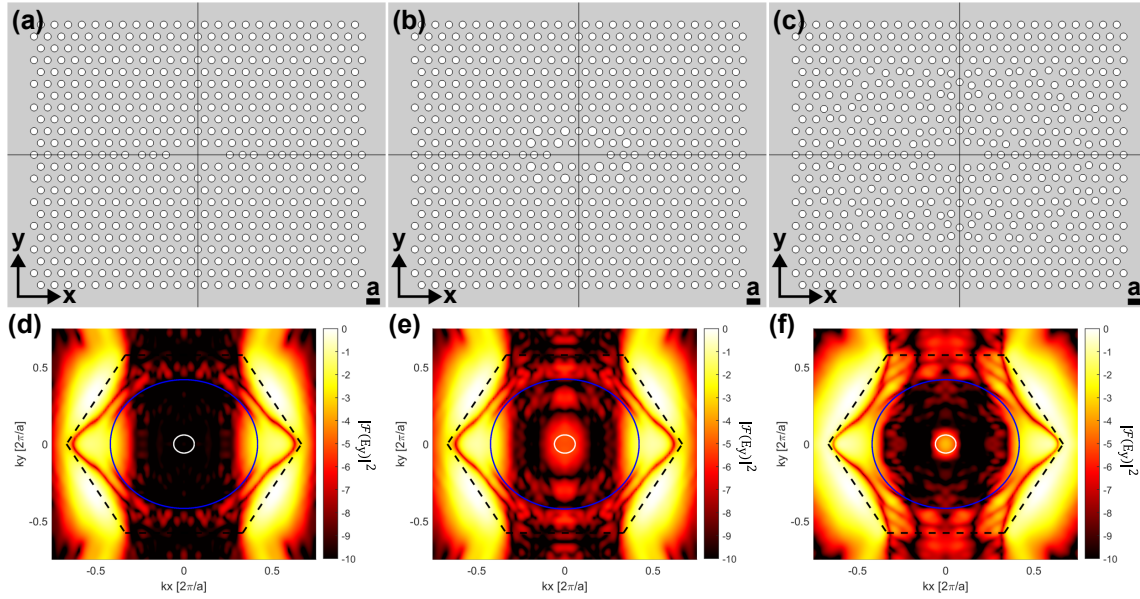 (a) (b) (c)
y y y
x a x a x a
(d) (e) (f)
0 0 0
0.5 -1 0.5 -1 0.5 -1
-2 -2 -2
-3 -3 -3
-4 -4 -4
ky [2π/a] 0 -5 |ℱ(Ey)|² ky [2π/a] 0 -5 |ℱ(Ey)|² ky [2π/a] 0 -5 |ℱ(Ey)|²
-6 -6 -6
-7 -7 -7
-0.5 -8 -0.5 -8 -0.5 -8
-9 -9 -9
-10 -10 -10
-0.5 0 0.5 -0.5 0 0.5 -0.5 0 0.5
kx [2π/a] kx [2π/a] kx [2π/a]